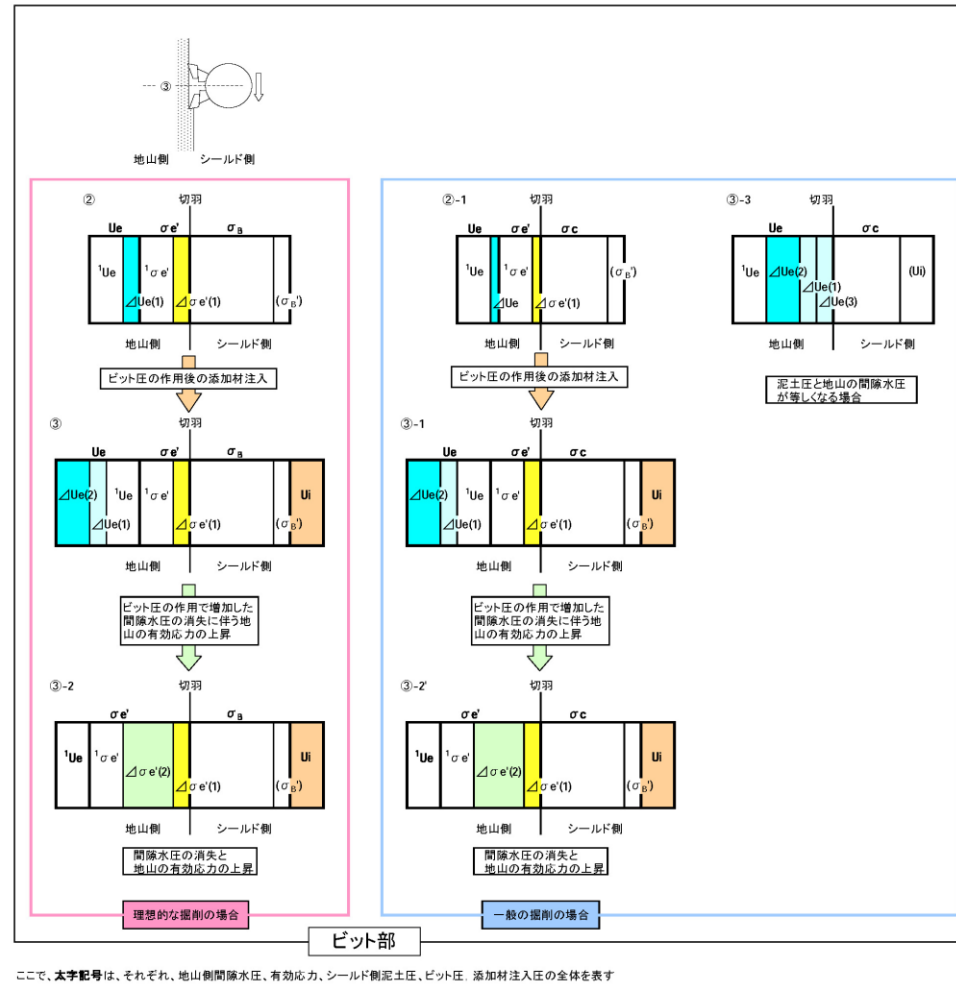 ③
地山側 シールド側
② 切羽
Ue σe' σB
¹Ue ¹σe'
⊿Ue(1) ⊿σe'(1) (σB')
地山側 シールド側
ビット圧の作用後の添加材注入
③ 切羽
Ue σe' σB
⊿Ue(2) ¹Ue ¹σe' Ui
⊿Ue(1) ⊿σe'(1) (σB')
地山側 シールド側
ビット圧の作用で増加した
間隙水圧の消失に伴う地
山の有効応力の上昇
③-2 切羽
σe' σB
¹Ue ¹σe' ⊿σe'(2) Ui
⊿σe'(1) (σB')
地山側 シールド側
間隙水圧の消失と
地山の有効応力の上昇
理想的な掘削の場合
②-1 切羽
Ue σe' σc
¹Ue ¹σe' (σB')
⊿Ue ⊿σe'(1)
地山側 シールド側
ビット圧の作用後の添加材注入
③-1 切羽
Ue σe' σc
⊿Ue(2) ¹Ue ¹σe' Ui
⊿Ue(1) ⊿σe'(1) (σB')
地山側 シールド側
ビット圧の作用で増加した
間隙水圧の消失に伴う地
山の有効応力の上昇
③-2' 切羽
σe' σc
¹Ue ¹σe' ⊿σe'(2) Ui
⊿σe'(1) (σB')
地山側 シールド側
間隙水圧の消失と
地山の有効応力の上昇
③-3 切羽
Ue σc
¹Ue ⊿Ue(2) (Ui)
⊿Ue(1)
⊿Ue(3)
地山側 シールド側
泥土圧と地山の間隙水圧
が等しくなる場合
一般の掘削の場合
ビット部
ここで、太字記号は、それぞれ、地山側間隙水圧、有効応力、シールド側泥土圧、ビット圧．添加材注入圧の全体を表す